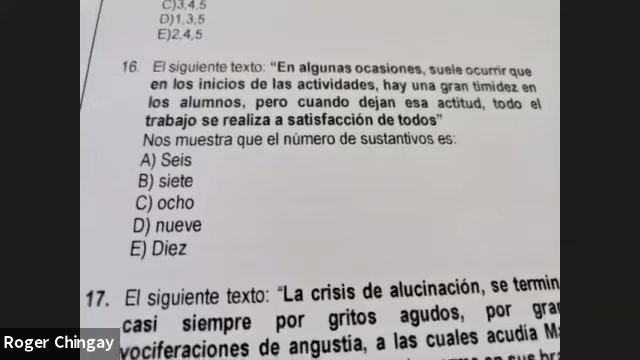 C)3,4,5
D)1,3,5
E)2,4,5
16. El siguiente texto: “En algunas ocasiones, suele ocurrir que
en los inicios de las actividades, hay una gran timidez en
los alumnos, pero cuando dejan esa actitud, todo el
trabajo se realiza a satisfacción de todos”
Nos muestra que el número de sustantivos es:
A) Seis
B) siete
C) ocho
D) nueve
E) Diez
17. El siguiente texto: “La crisis de alucinación, se termin
casi siempre por gritos agudos, por gra
vociferaciones de angustia, a las cuales acudía Ma
Roger Chingay